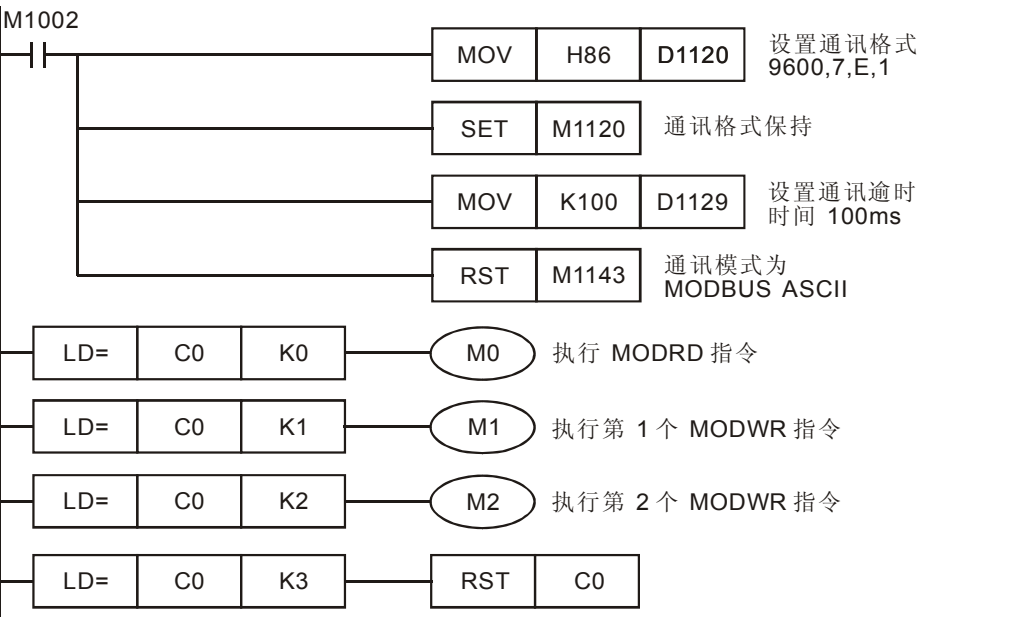 M1002
MOV H86 D1120 设置通讯格式
9600,7,E,1
SET M1120 通讯格式保持
MOV K100 D1129 设置通讯逾时
时间 100ms
RST M1143 通讯模式为
MODBUS ASCII
LD= C0 K0 M0 执行 MODRD 指令
LD= C0 K1 M1 执行第 1 个 MODWR 指令
LD= C0 K2 M2 执行第 2 个 MODWR 指令
LD= C0 K3 RST C0